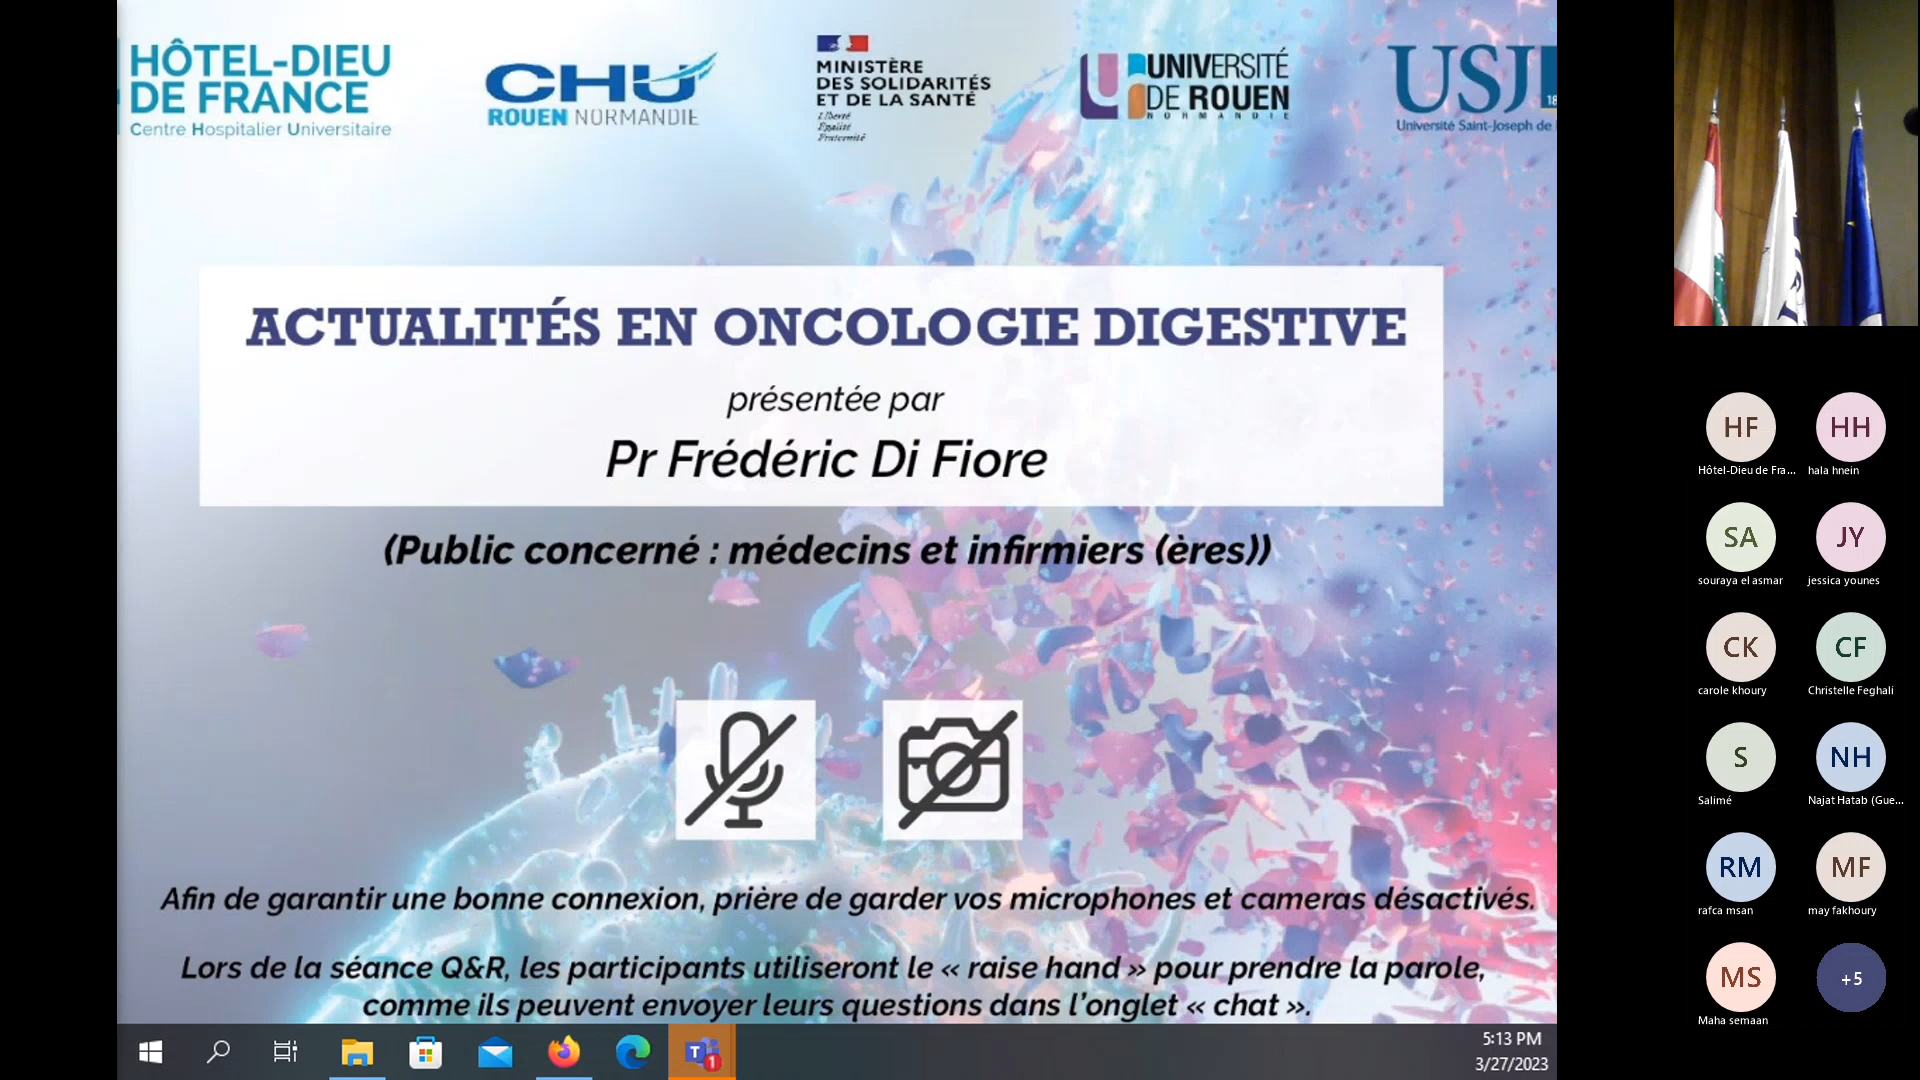 HÔTEL-DIEU
DE FRANCE
Centre Hospitalier Universitaire
CHU
ROUEN NORMANDIE
MINISTÈRE
DES SOLIDARITÉS
ET DE LA SANTÉ
Liberté
Égalité
Fraternité
UNIVERSITÉ
DE ROUEN
NORMANDIE
USJ
18
Université Saint-Joseph de
ACTUALITÉS EN ONCOLOGIE DIGESTIVE
présentée par
Pr Frédéric Di Fiore
(Public concerné : médecins et infirmiers (ères))
Afin de garantir une bonne connexion, prière de garder vos microphones et cameras désactivés.
Lors de la séance Q&R, les participants utiliseront le « raise hand » pour prendre la parole,
comme ils peuvent envoyer leurs questions dans l'onglet « chat ».
T
1
5:13 PM
3/27/2023
HF
Hôtel-Dieu de Fra...
HH
hala hnein
SA
souraya el asmar
JY
jessica younes
CK
carole khoury
CF
Christelle Feghali
S
Salimé
NH
Najat Hatab (Gue...
RM
rafca msan
MF
may fakhoury
MS
Maha semaan
+5